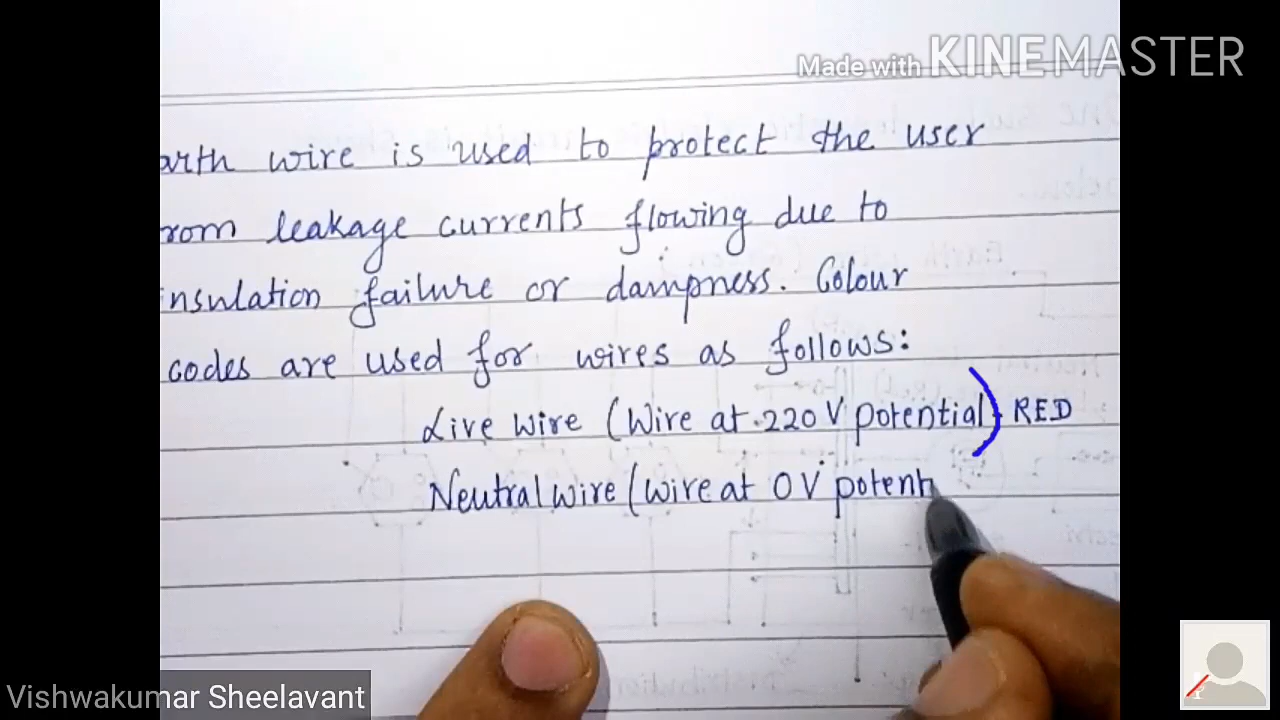 Made with KINEMASTER
arth wire is used to protect the user
rom leakage currents flowing due to
insulation failure or dampness. Colour
codes are used for wires as follows:
Live wire (Wire at 220 V potential) - RED
Neutral wire (wire at 0 V potent
Vishwakumar Sheelavant